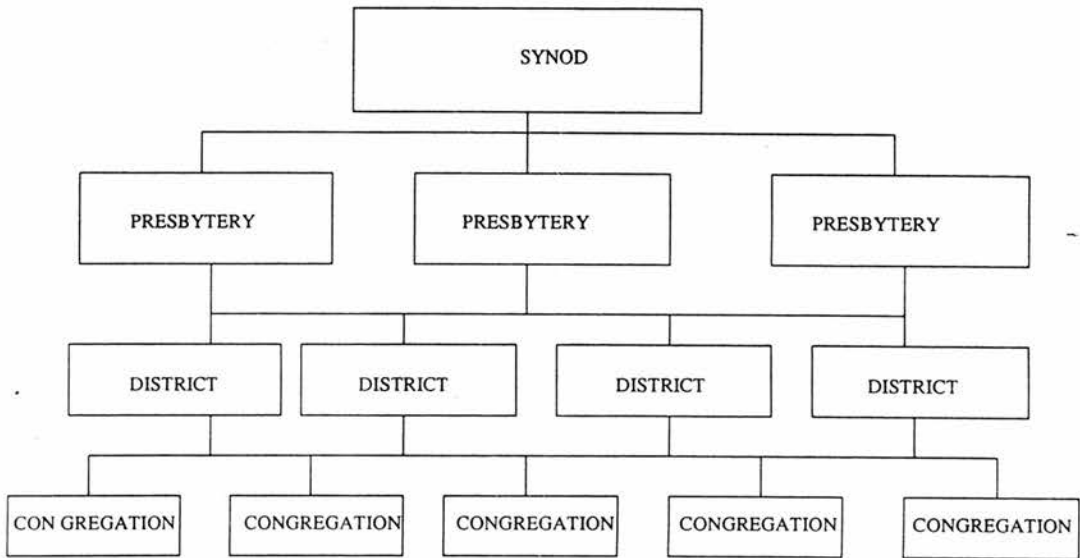 SYNOD
PRESBYTERY
PRESBYTERY
PRESBYTERY
DISTRICT
DISTRICT
DISTRICT
DISTRICT
CON GREGATION
CONGREGATION
CONGREGATION
CONGREGATION
CONGREGATION